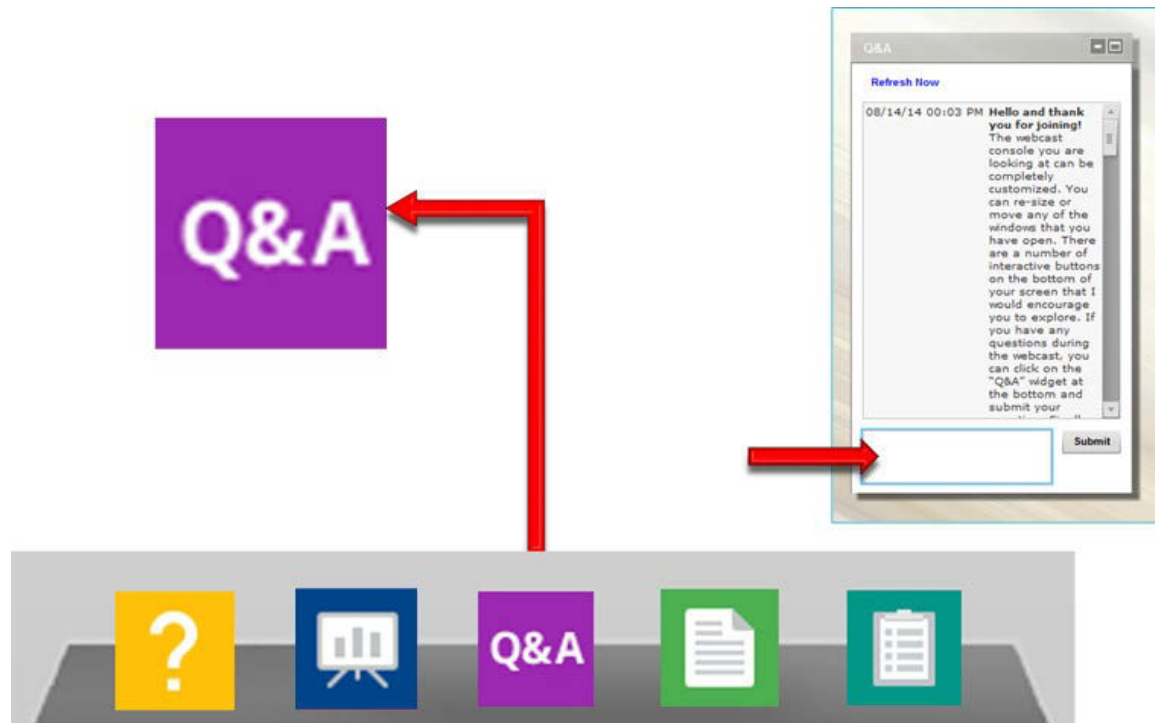 Q&A
Refresh Now
08/14/14 00:03 PM Hello and thank
you for joining!
The webcast
console you are
looking at can be
completely
customized. You
can re-size or
move any of the
windows that you
have open. There
are a number of
interactive buttons
on the bottom of
your screen that I
would encourage
you to explore. If
you have any
questions during
the webcast, you
can click on the
"Q&A" widget at
the bottom and
submit your
Submit
Q&A
?
Q&A